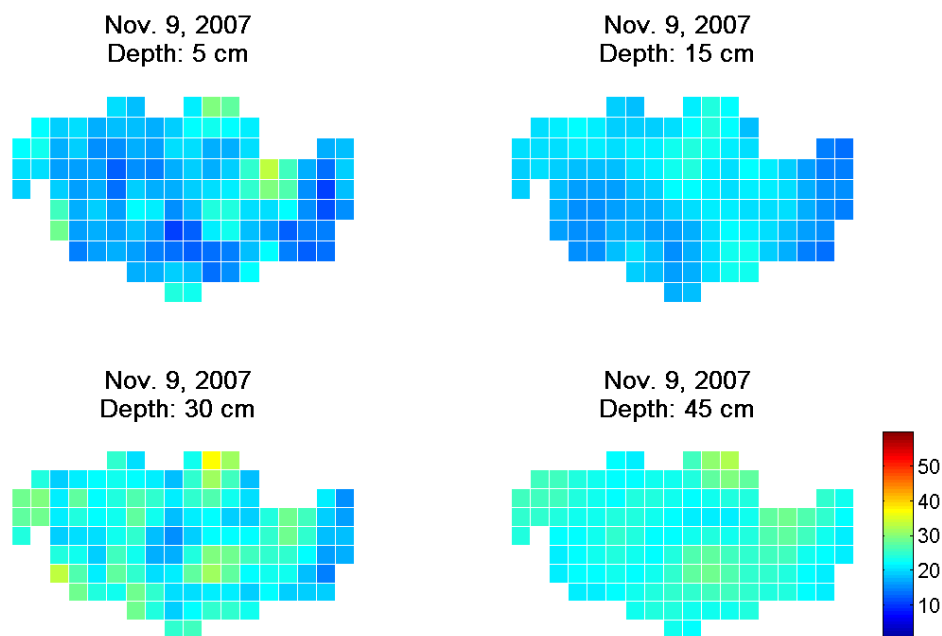 Nov. 9, 2007
Depth: 5 cm
Nov. 9, 2007
Depth: 15 cm
Nov. 9, 2007
Depth: 30 cm
Nov. 9, 2007
Depth: 45 cm
50
40
30
20
10